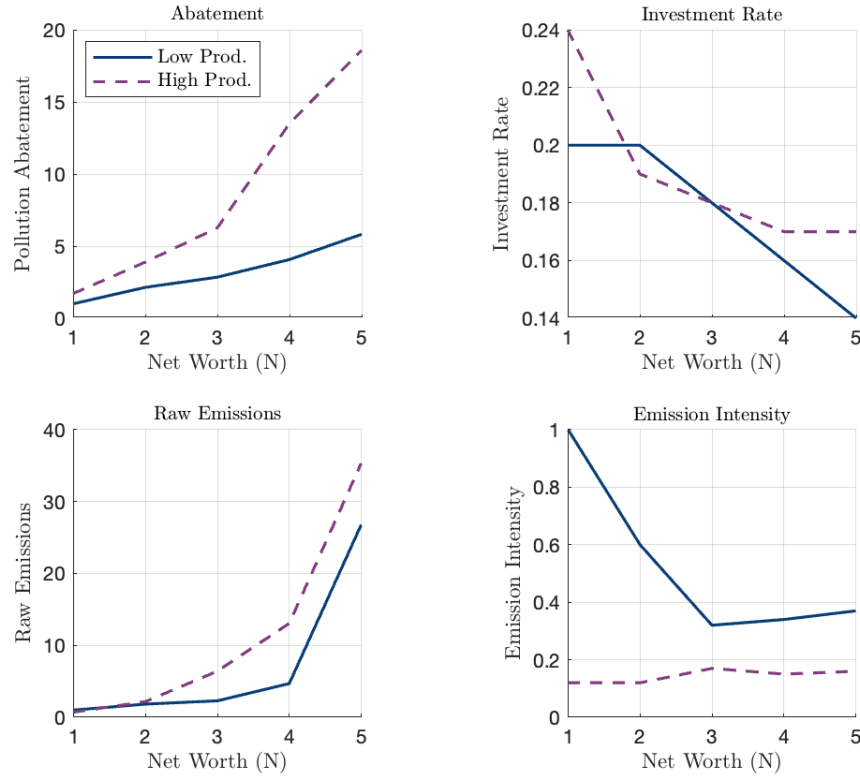 Abatement
20
15
10
5
0
Pollution Abatement
Low Prod.
High Prod.
1 2 3 4 5
Net Worth (N)
Investment Rate
0.24
0.22
0.2
0.18
0.16
0.14
Investment Rate
1 2 3 4 5
Net Worth (N)
Raw Emissions
40
30
20
10
0
Raw Emissions
1 2 3 4 5
Net Worth (N)
Emission Intensity
1
0.8
0.6
0.4
0.2
0
Emission Intensity
1 2 3 4 5
Net Worth (N)